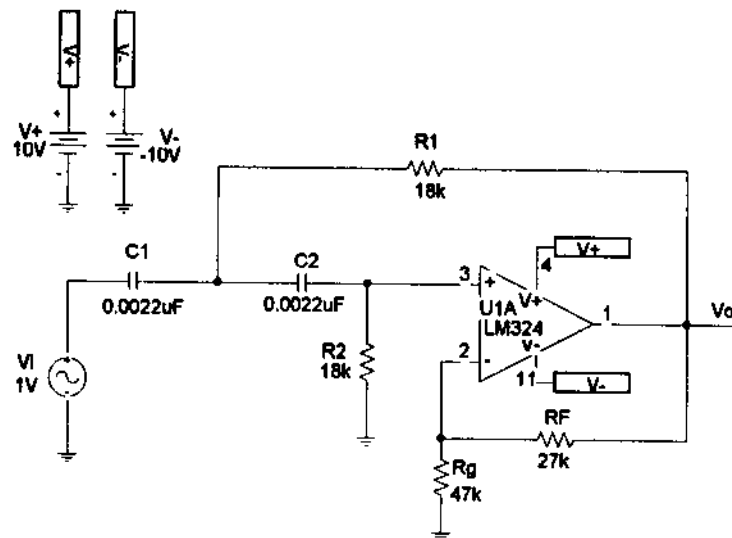 V+
V-
+
+
V+
10V
V-
-10V
-
-
R1
18k
C1
0.0022uF
C2
0.0022uF
3
+
V+
4
V+
U1A
LM324
1
Vo
2
-
V-
11
V-
R2
18k
VI
1V
RF
27k
Rg
47k